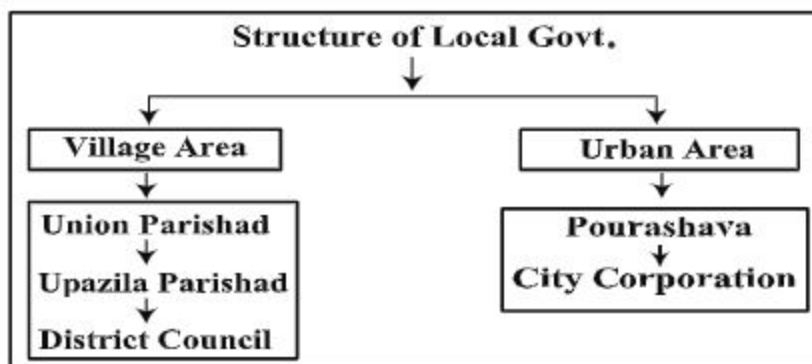 Structure of Local Govt.
Village Area
Urban Area
Union Parishad
Upazila Parishad
District Council
Pourashava
City Corporation